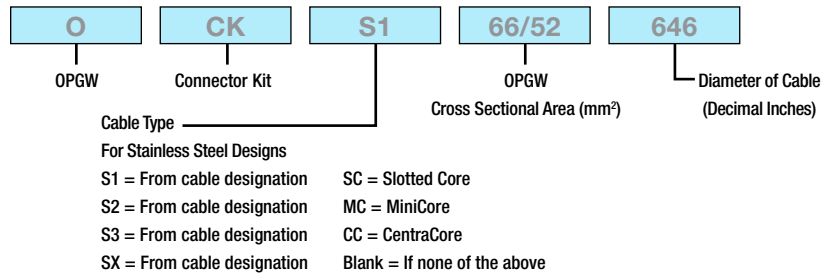 O CK S1 66/52 646
OPGW Connector Kit OPGW Diameter of Cable
Cross Sectional Area (mm²) (Decimal Inches)
Cable Type
For Stainless Steel Designs
S1 = From cable designation SC = Slotted Core
S2 = From cable designation MC = MiniCore
S3 = From cable designation CC = CentraCore
SX = From cable designation Blank = If none of the above